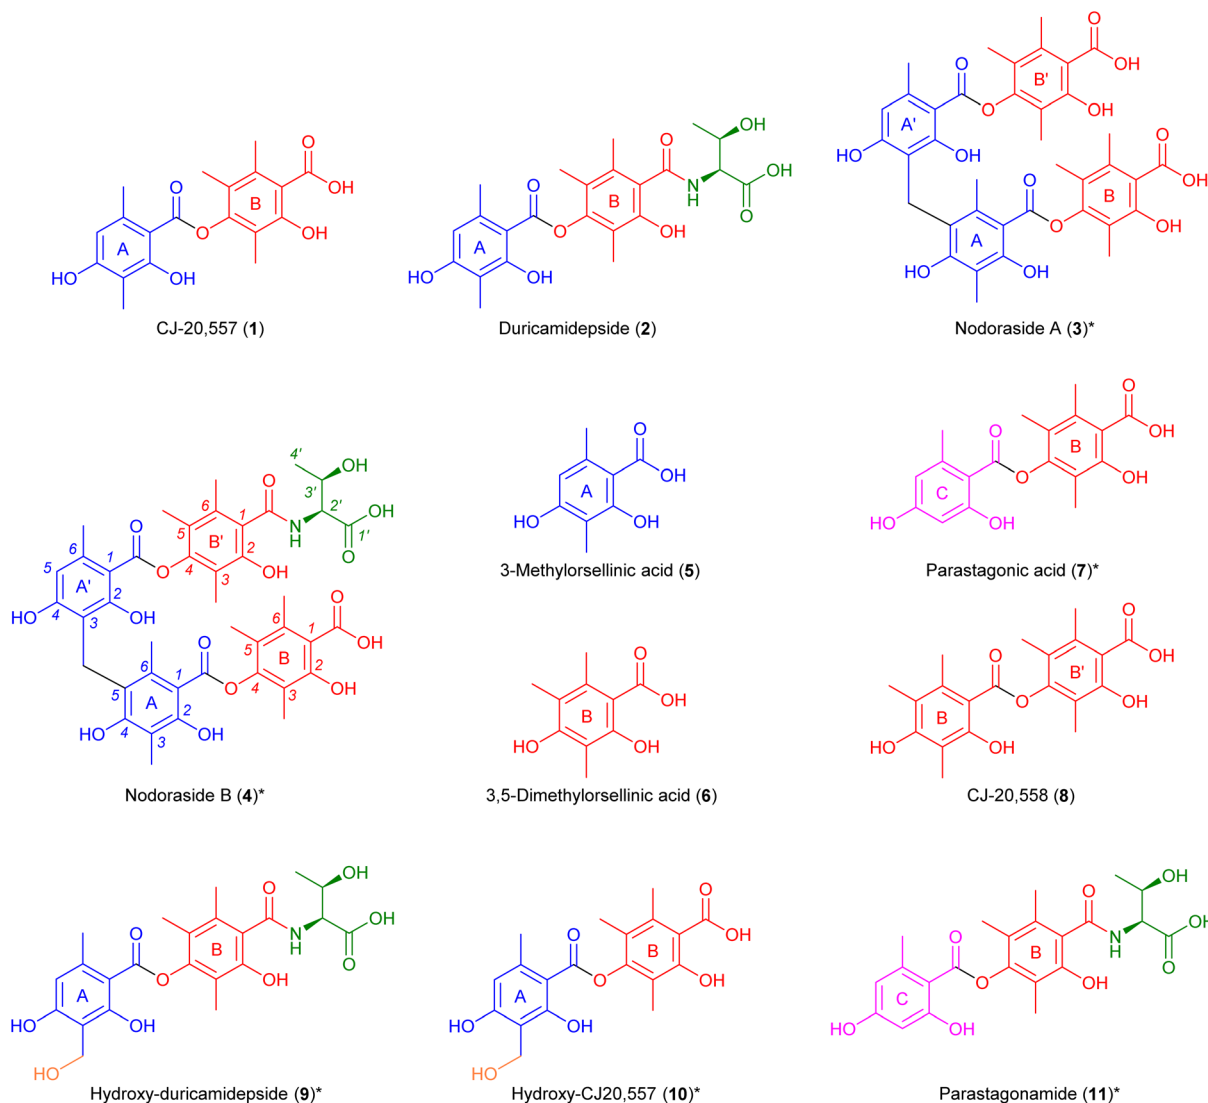 O
OH
B
O
OH
O
A
HO
OH
CJ-20,557 (1)
OH
O
OH
N
H
O
B
O
OH
O
A
HO
OH
Duricamidepside (2)
O
OH
B'
O
OH
O
A'
HO
OH
O
OH
B
O
OH
O
A
HO
OH
Nodoraside A (3)*
4'
OH
3'
O
2'
OH
6
1
N
H
1'
O
5
B'
O
2
OH
4
3
6
1
O
5
A'
2
HO
4
3
OH
O
6
1
OH
5
B
O
2
OH
4
3
6
1
O
5
A
2
HO
4
3
OH
Nodoraside B (4)*
O
OH
A
HO
OH
3-Methylorsellinic acid (5)
O
OH
B
HO
OH
3,5-Dimethylorsellinic acid (6)
O
OH
B
O
OH
O
C
HO
OH
Parastagonic acid (7)*
O
OH
B'
O
OH
O
B
HO
OH
CJ-20,558 (8)
OH
O
OH
N
H
O
B
O
OH
O
A
HO
OH
HO
Hydroxy-duricamidepside (9)*
O
OH
B
O
OH
O
A
HO
OH
HO
Hydroxy-CJ20,557 (10)*
OH
O
OH
N
H
O
B
O
OH
O
C
HO
OH
Parastagonamide (11)*